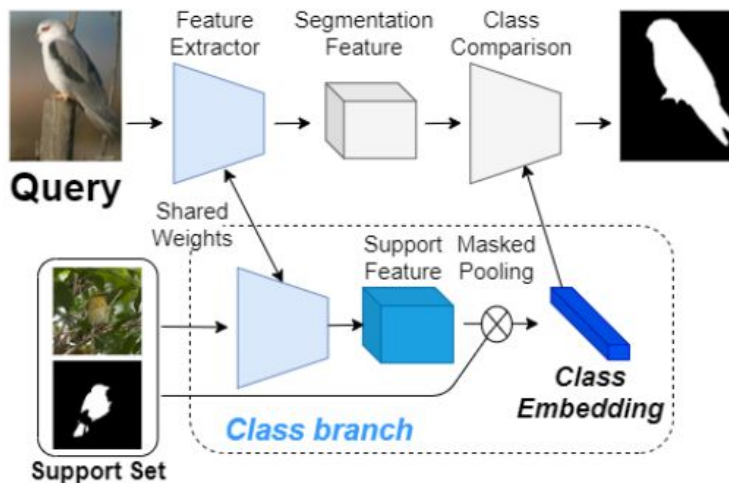 Feature
Extractor
Segmentation
Feature
Class
Comparison
Query
Shared
Weights
Support
Feature
Masked
Pooling
Class
Embedding
Class branch
Support Set